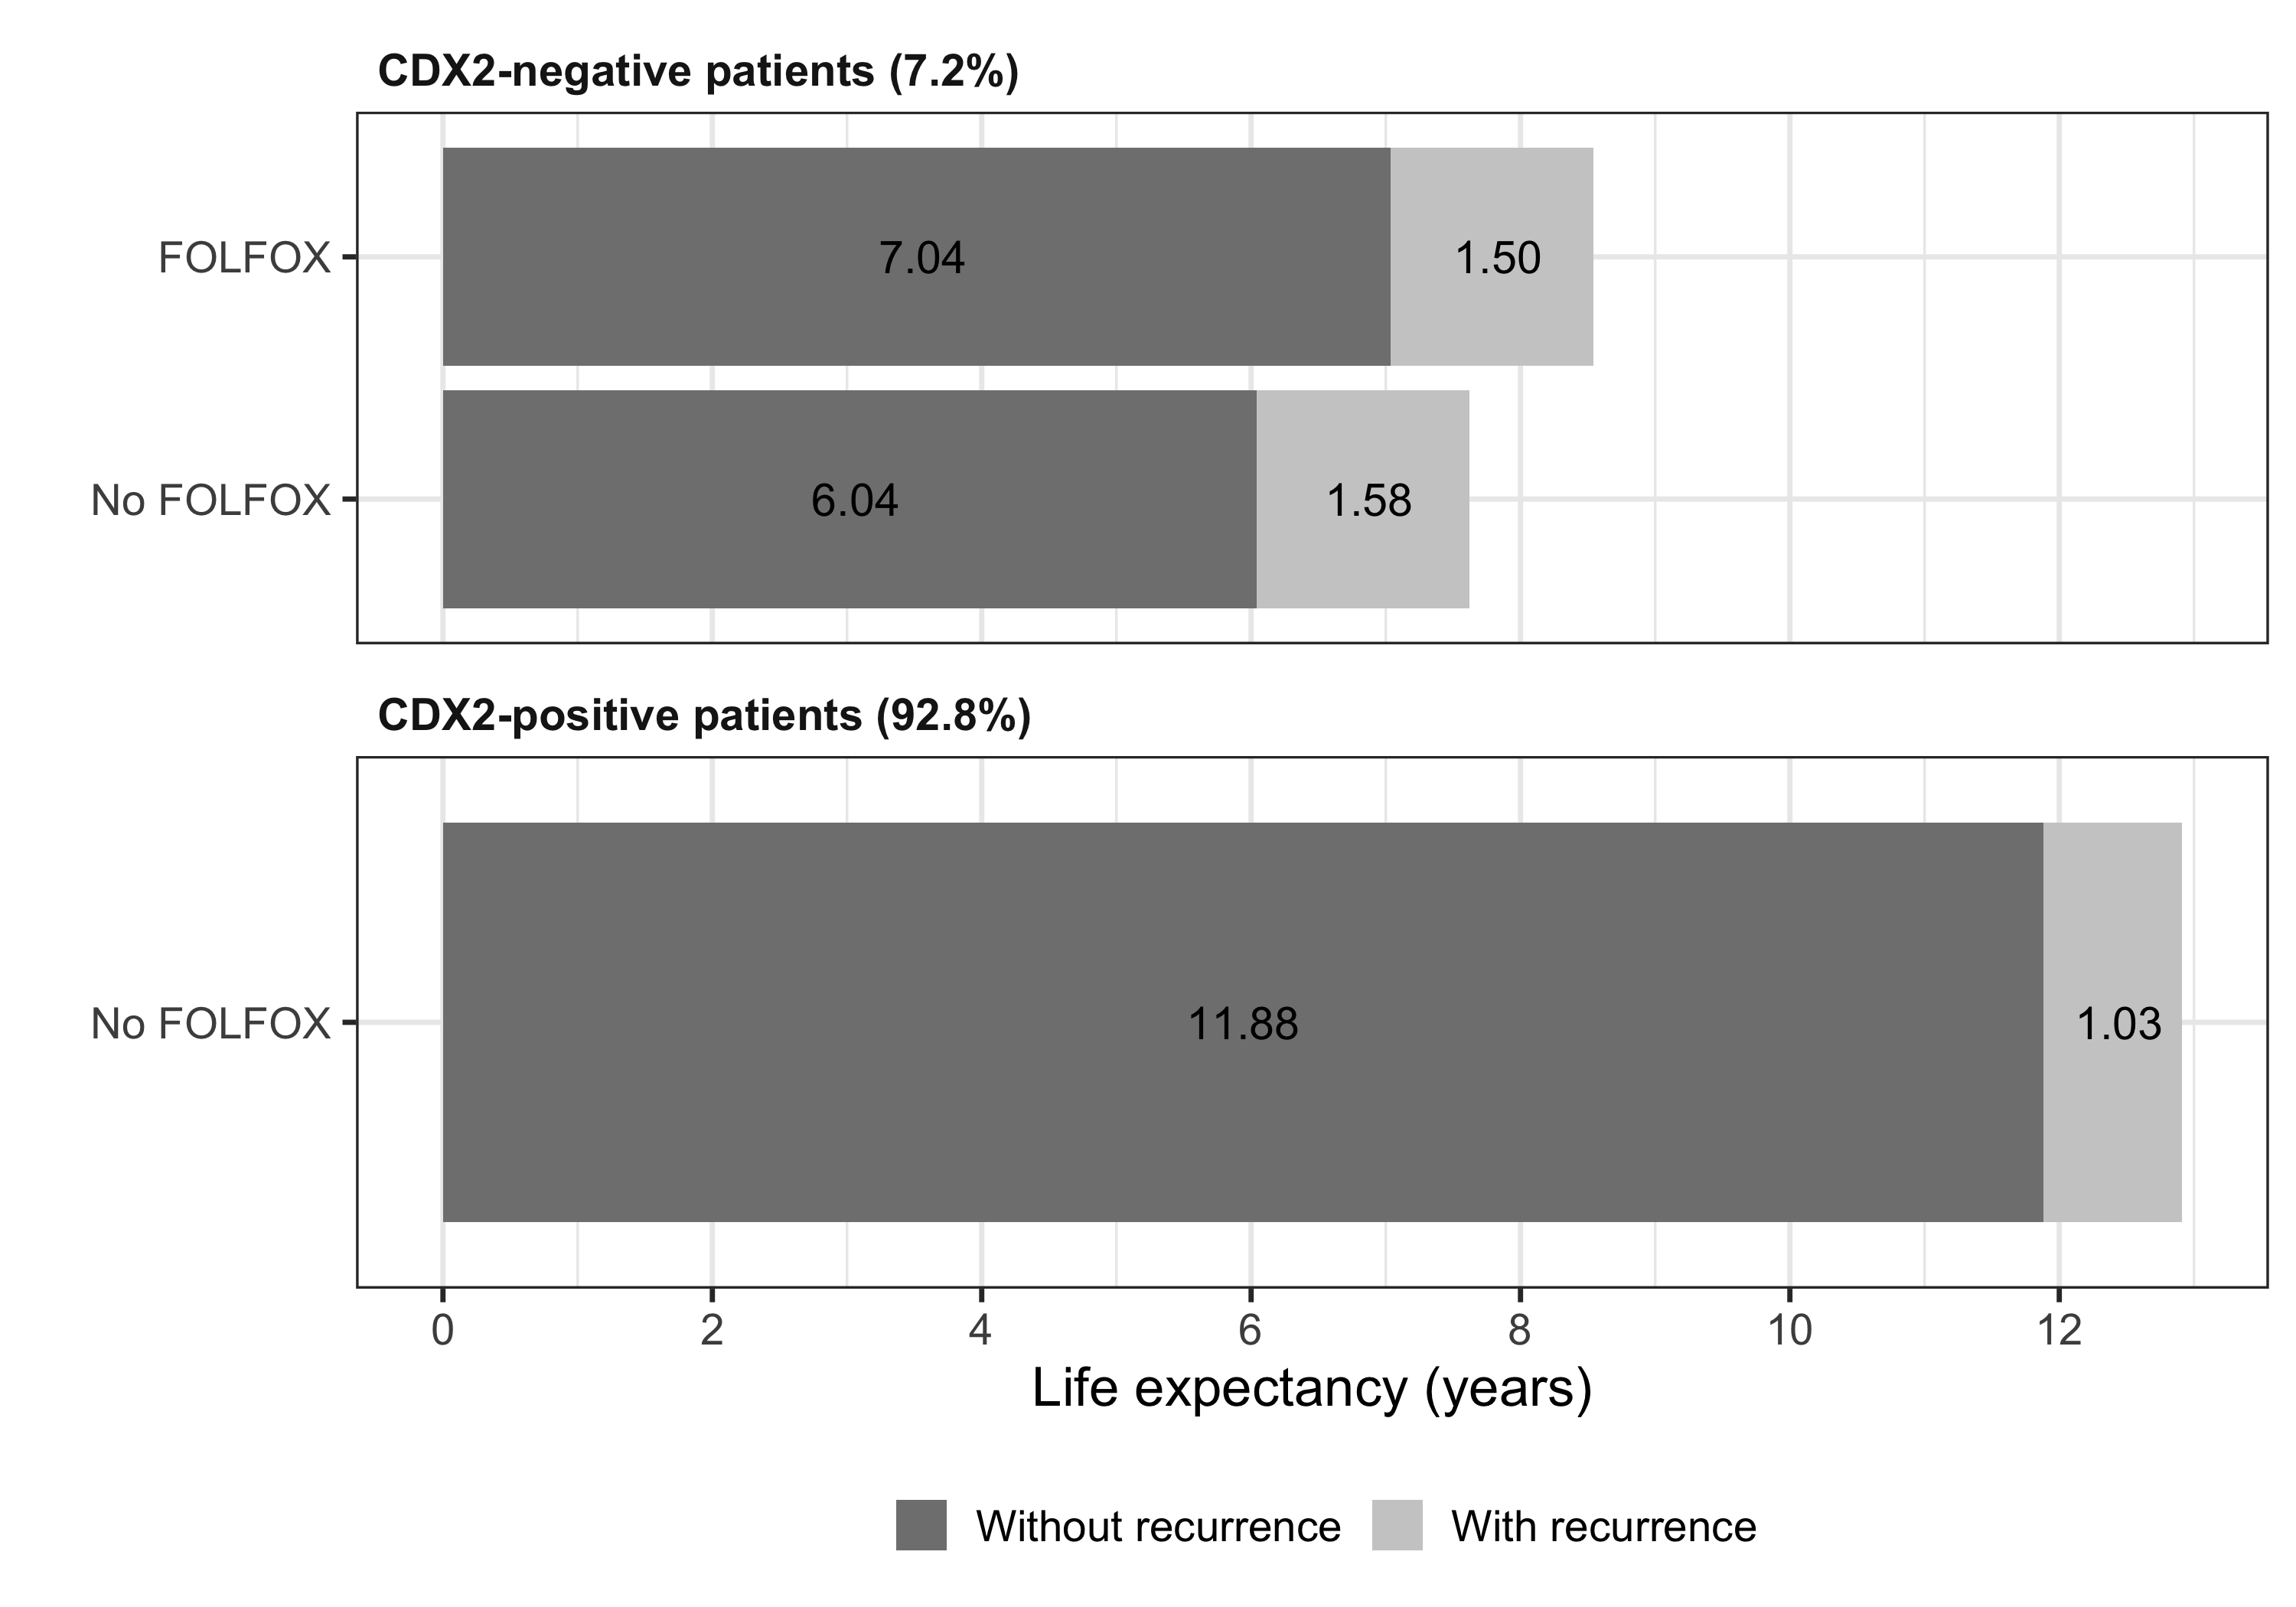 CDX2-negative patients (7.2%)
FOLFOX
7.04
1.50
No FOLFOX
6.04
1.58
CDX2-positive patients (92.8%)
No FOLFOX
11.88
1.03
0 2 4 6 8 10 12
Life expectancy (years)
Without recurrence With recurrence